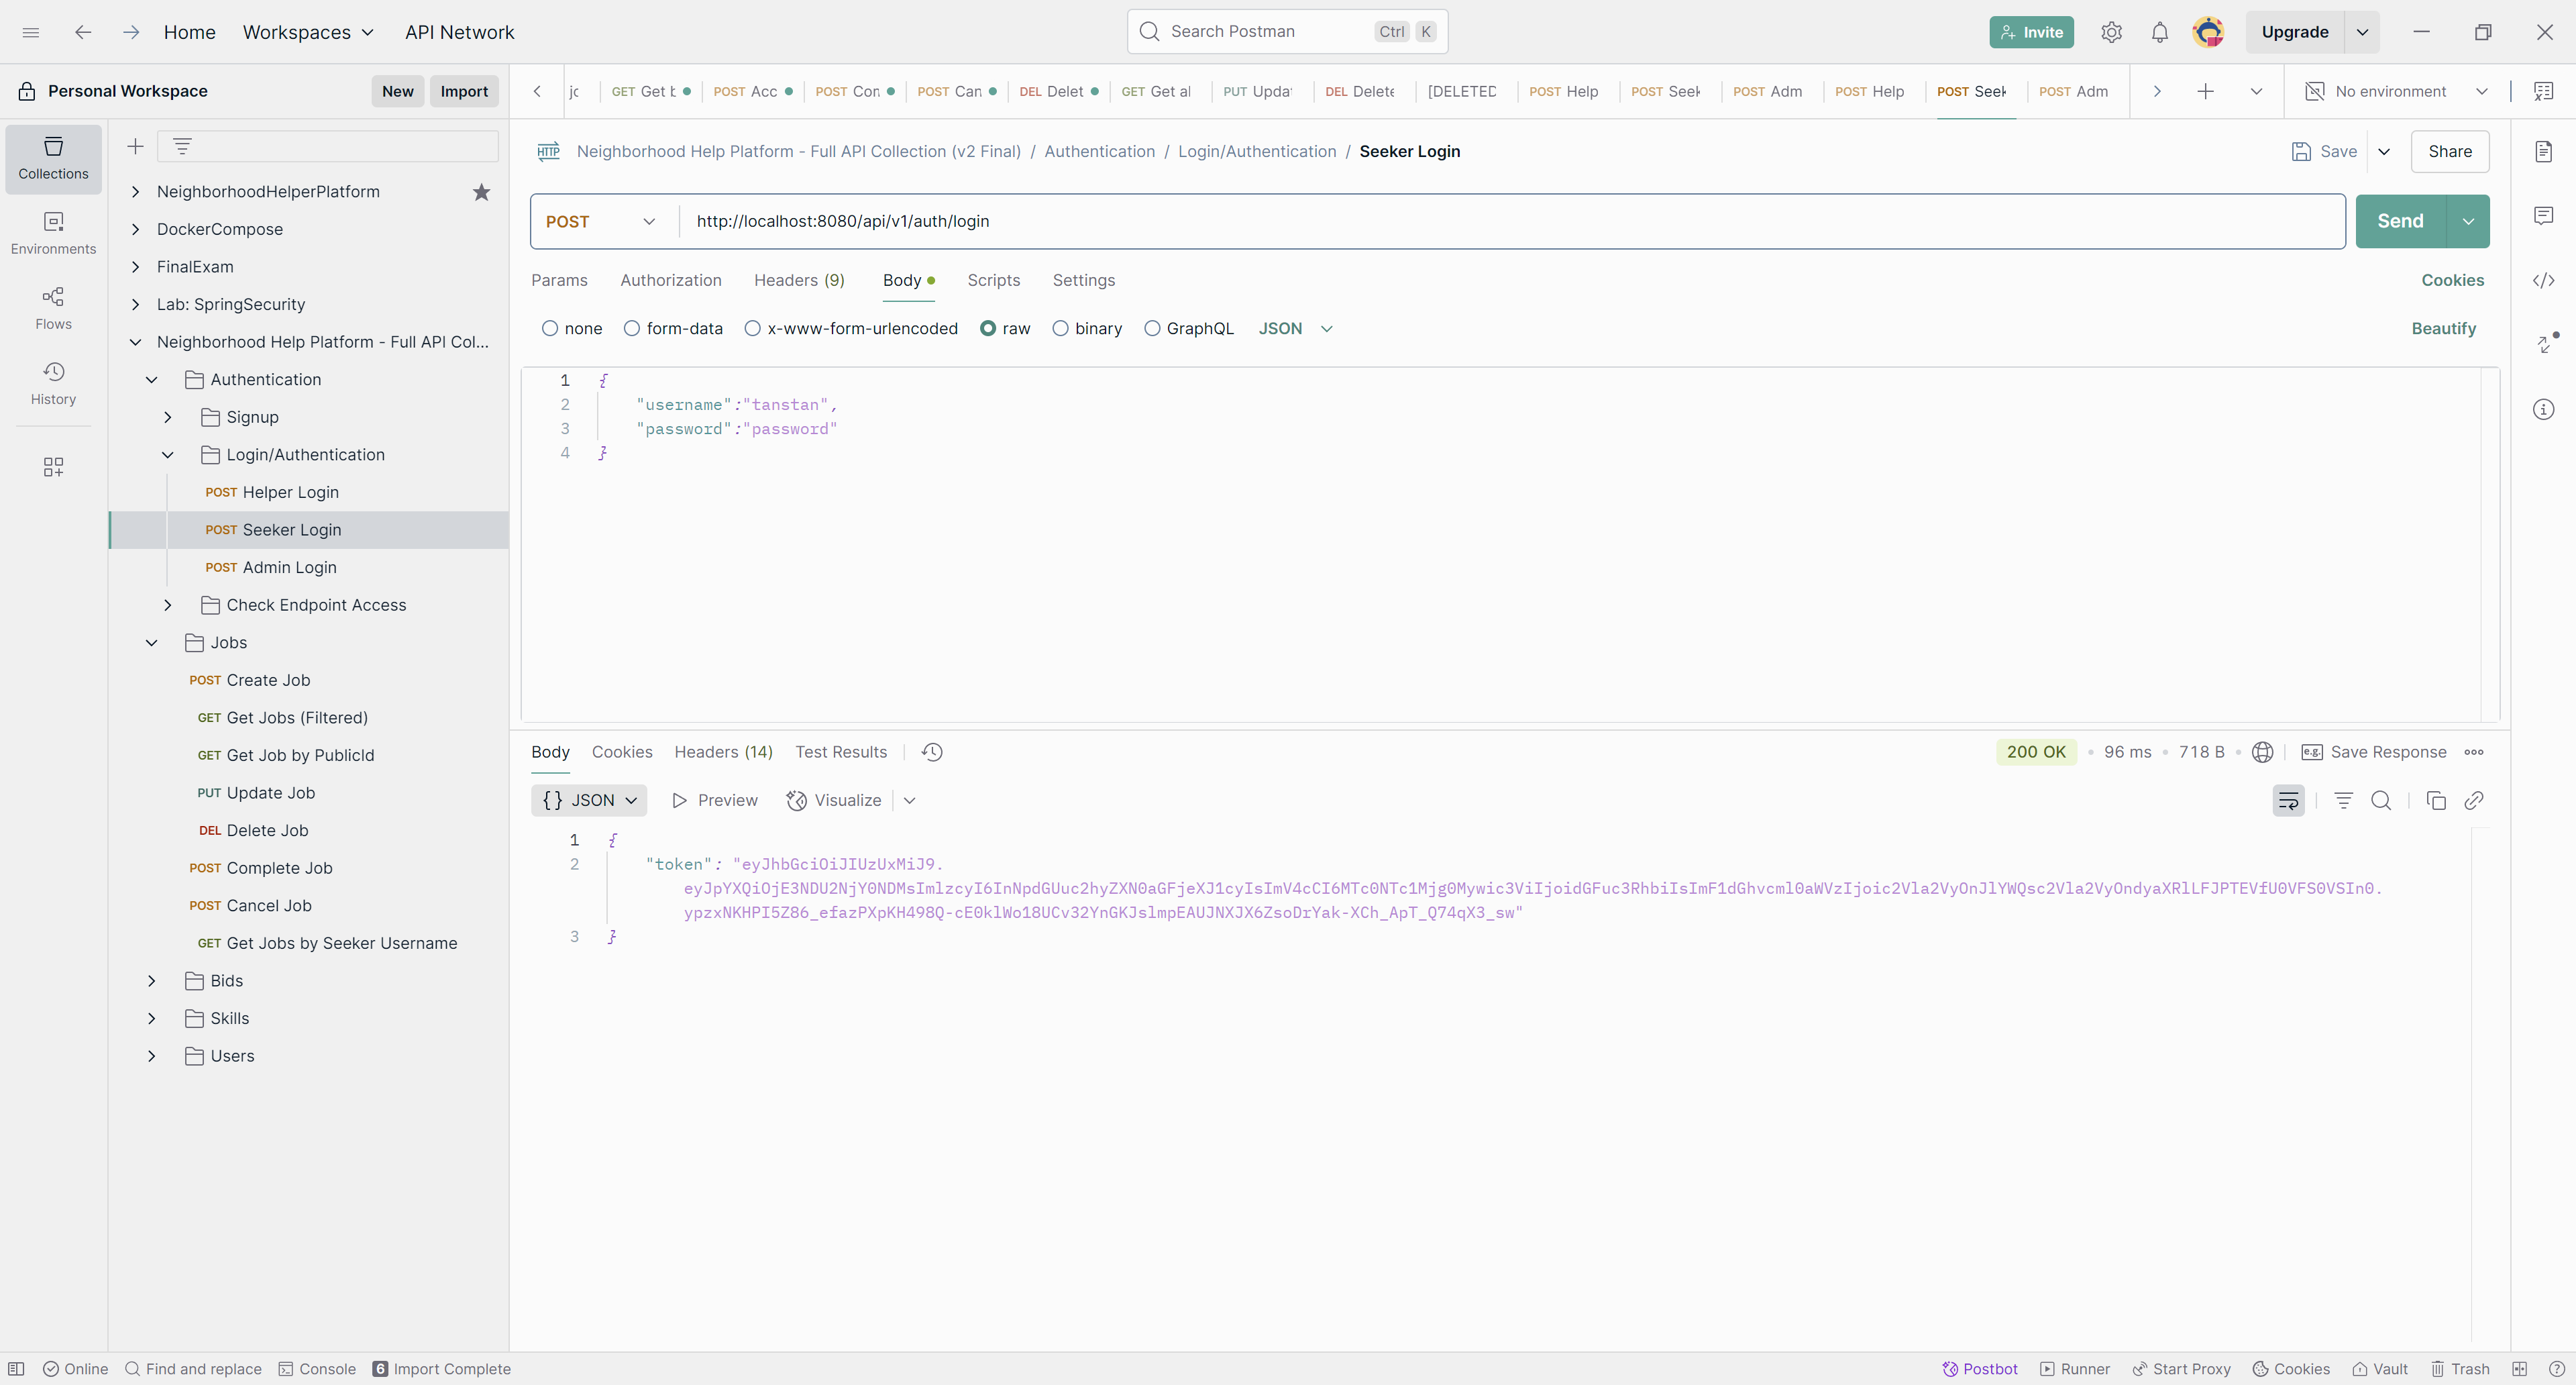 Home
Workspaces
API Network
Search Postman
Ctrl K
Invite
Upgrade
Personal Workspace
New
Import
GET Get b
POST Acc
POST Con
POST Can
DEL Delet
GET Get al
PUT Updat
DEL Delete
[DELETED
POST Help
POST Seek
POST Adm
POST Help
POST Seek
POST Adm
No environment
Collections
Environments
Flows
History
NeighborhoodHelperPlatform
DockerCompose
FinalExam
Lab: SpringSecurity
Neighborhood Help Platform - Full API Col...
Authentication
Signup
Login/Authentication
POST Helper Login
POST Seeker Login
POST Admin Login
Check Endpoint Access
Jobs
POST Create Job
GET Get Jobs (Filtered)
GET Get Job by PublicId
PUT Update Job
DEL Delete Job
POST Complete Job
POST Cancel Job
GET Get Jobs by Seeker Username
Bids
Skills
Users
HTTP Neighborhood Help Platform - Full API Collection (v2 Final) / Authentication / Login/Authentication / Seeker Login
Save
Share
POST http://localhost:8080/api/v1/auth/login
Send
Params Authorization Headers (9) Body Scripts Settings
Cookies
none form-data x-www-form-urlencoded raw binary GraphQL JSON
Beautify
1 {
2 "username":"tanstan",
3 "password":"password"
4 }
Body Cookies Headers (14) Test Results
200 OK • 96 ms • 718 B
e.g. Save Response
{} JSON Preview Visualize
1 {
2 "token": "eyJhbGciOiJIUzUxMiJ9.
eyJpYXQiOjE3NDU2NjY0NDMsImlzcyI6InNpdGUuc2hyZXN0aGFjeXJ1cyIsImV4cCI6MTc0NTc1Mjg0Mywic3ViIjoidGFuc3RhbiIsImF1dGhvcml0aWVzIjoic2Vla2VyOnJlYWQsc2Vla2VyOndyaXRlLFJPTEVfU0VFS0VSIn0.
ypzxNKHPI5Z86_efazPXpKH498Q-cE0klWo18UCv32YnGKJslmpEAUJNXJX6ZsoDrYak-XCh_ApT_Q74qX3_sw"
3 }
Online
Find and replace
Console
6 Import Complete
Postbot
Runner
Start Proxy
Cookies
Vault
Trash